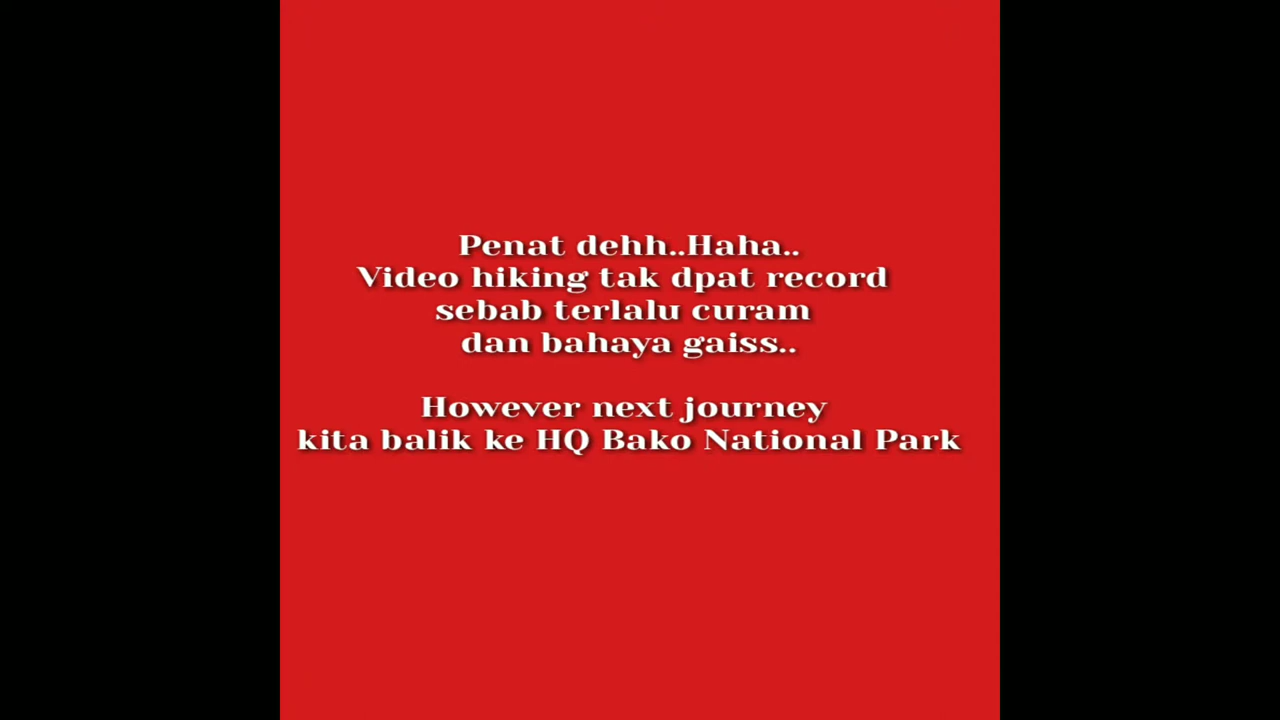 Penat dehh..Haha..
Video hiking tak dpat record
sebab terlalu curam
dan bahaya gaiss..
However next journey
kita balik ke HQ Bako National Park